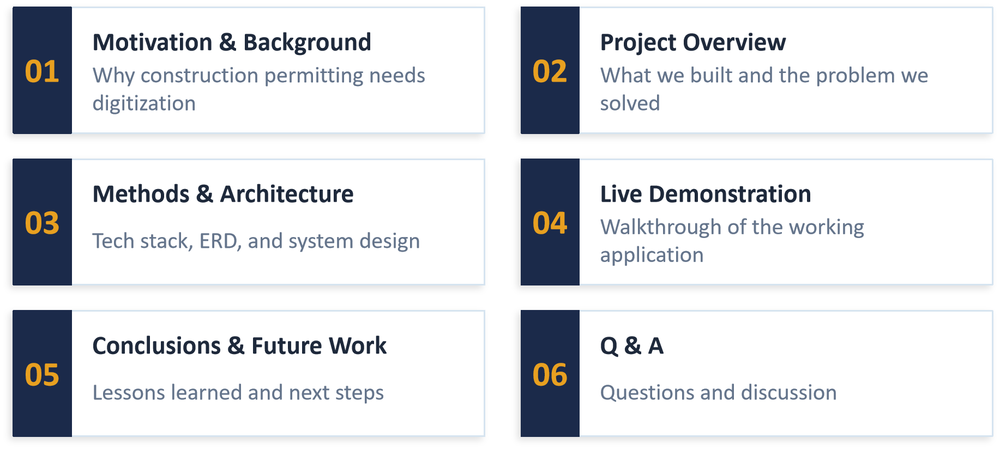 01
Motivation & Background
Why construction permitting needs
digitization
02
Project Overview
What we built and the problem we
solved
03
Methods & Architecture
Tech stack, ERD, and system design
04
Live Demonstration
Walkthrough of the working
application
05
Conclusions & Future Work
Lessons learned and next steps
06
Q & A
Questions and discussion